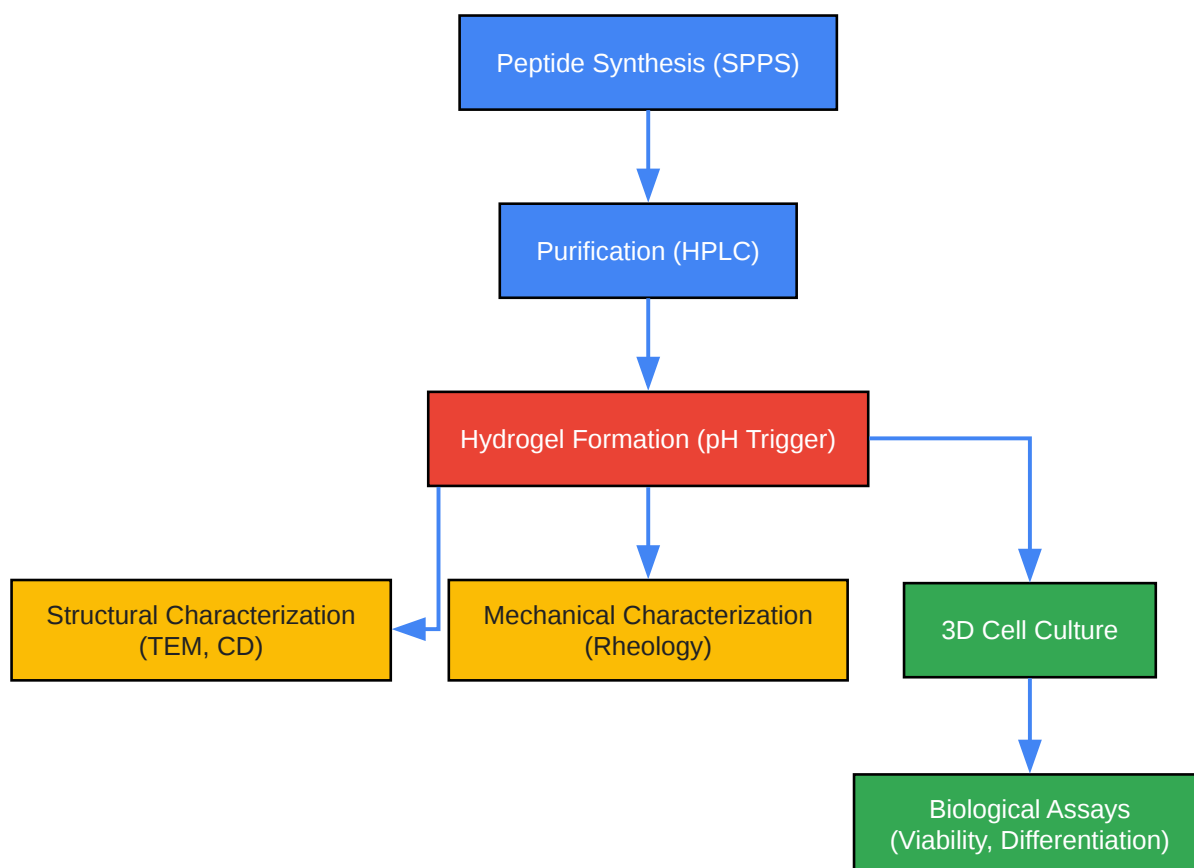 Peptide Synthesis (SPPS)
Purification (HPLC)
Hydrogel Formation (pH Trigger)
Structural Characterization
(TEM, CD)
Mechanical Characterization
(Rheology)
3D Cell Culture
Biological Assays
(Viability, Differentiation)